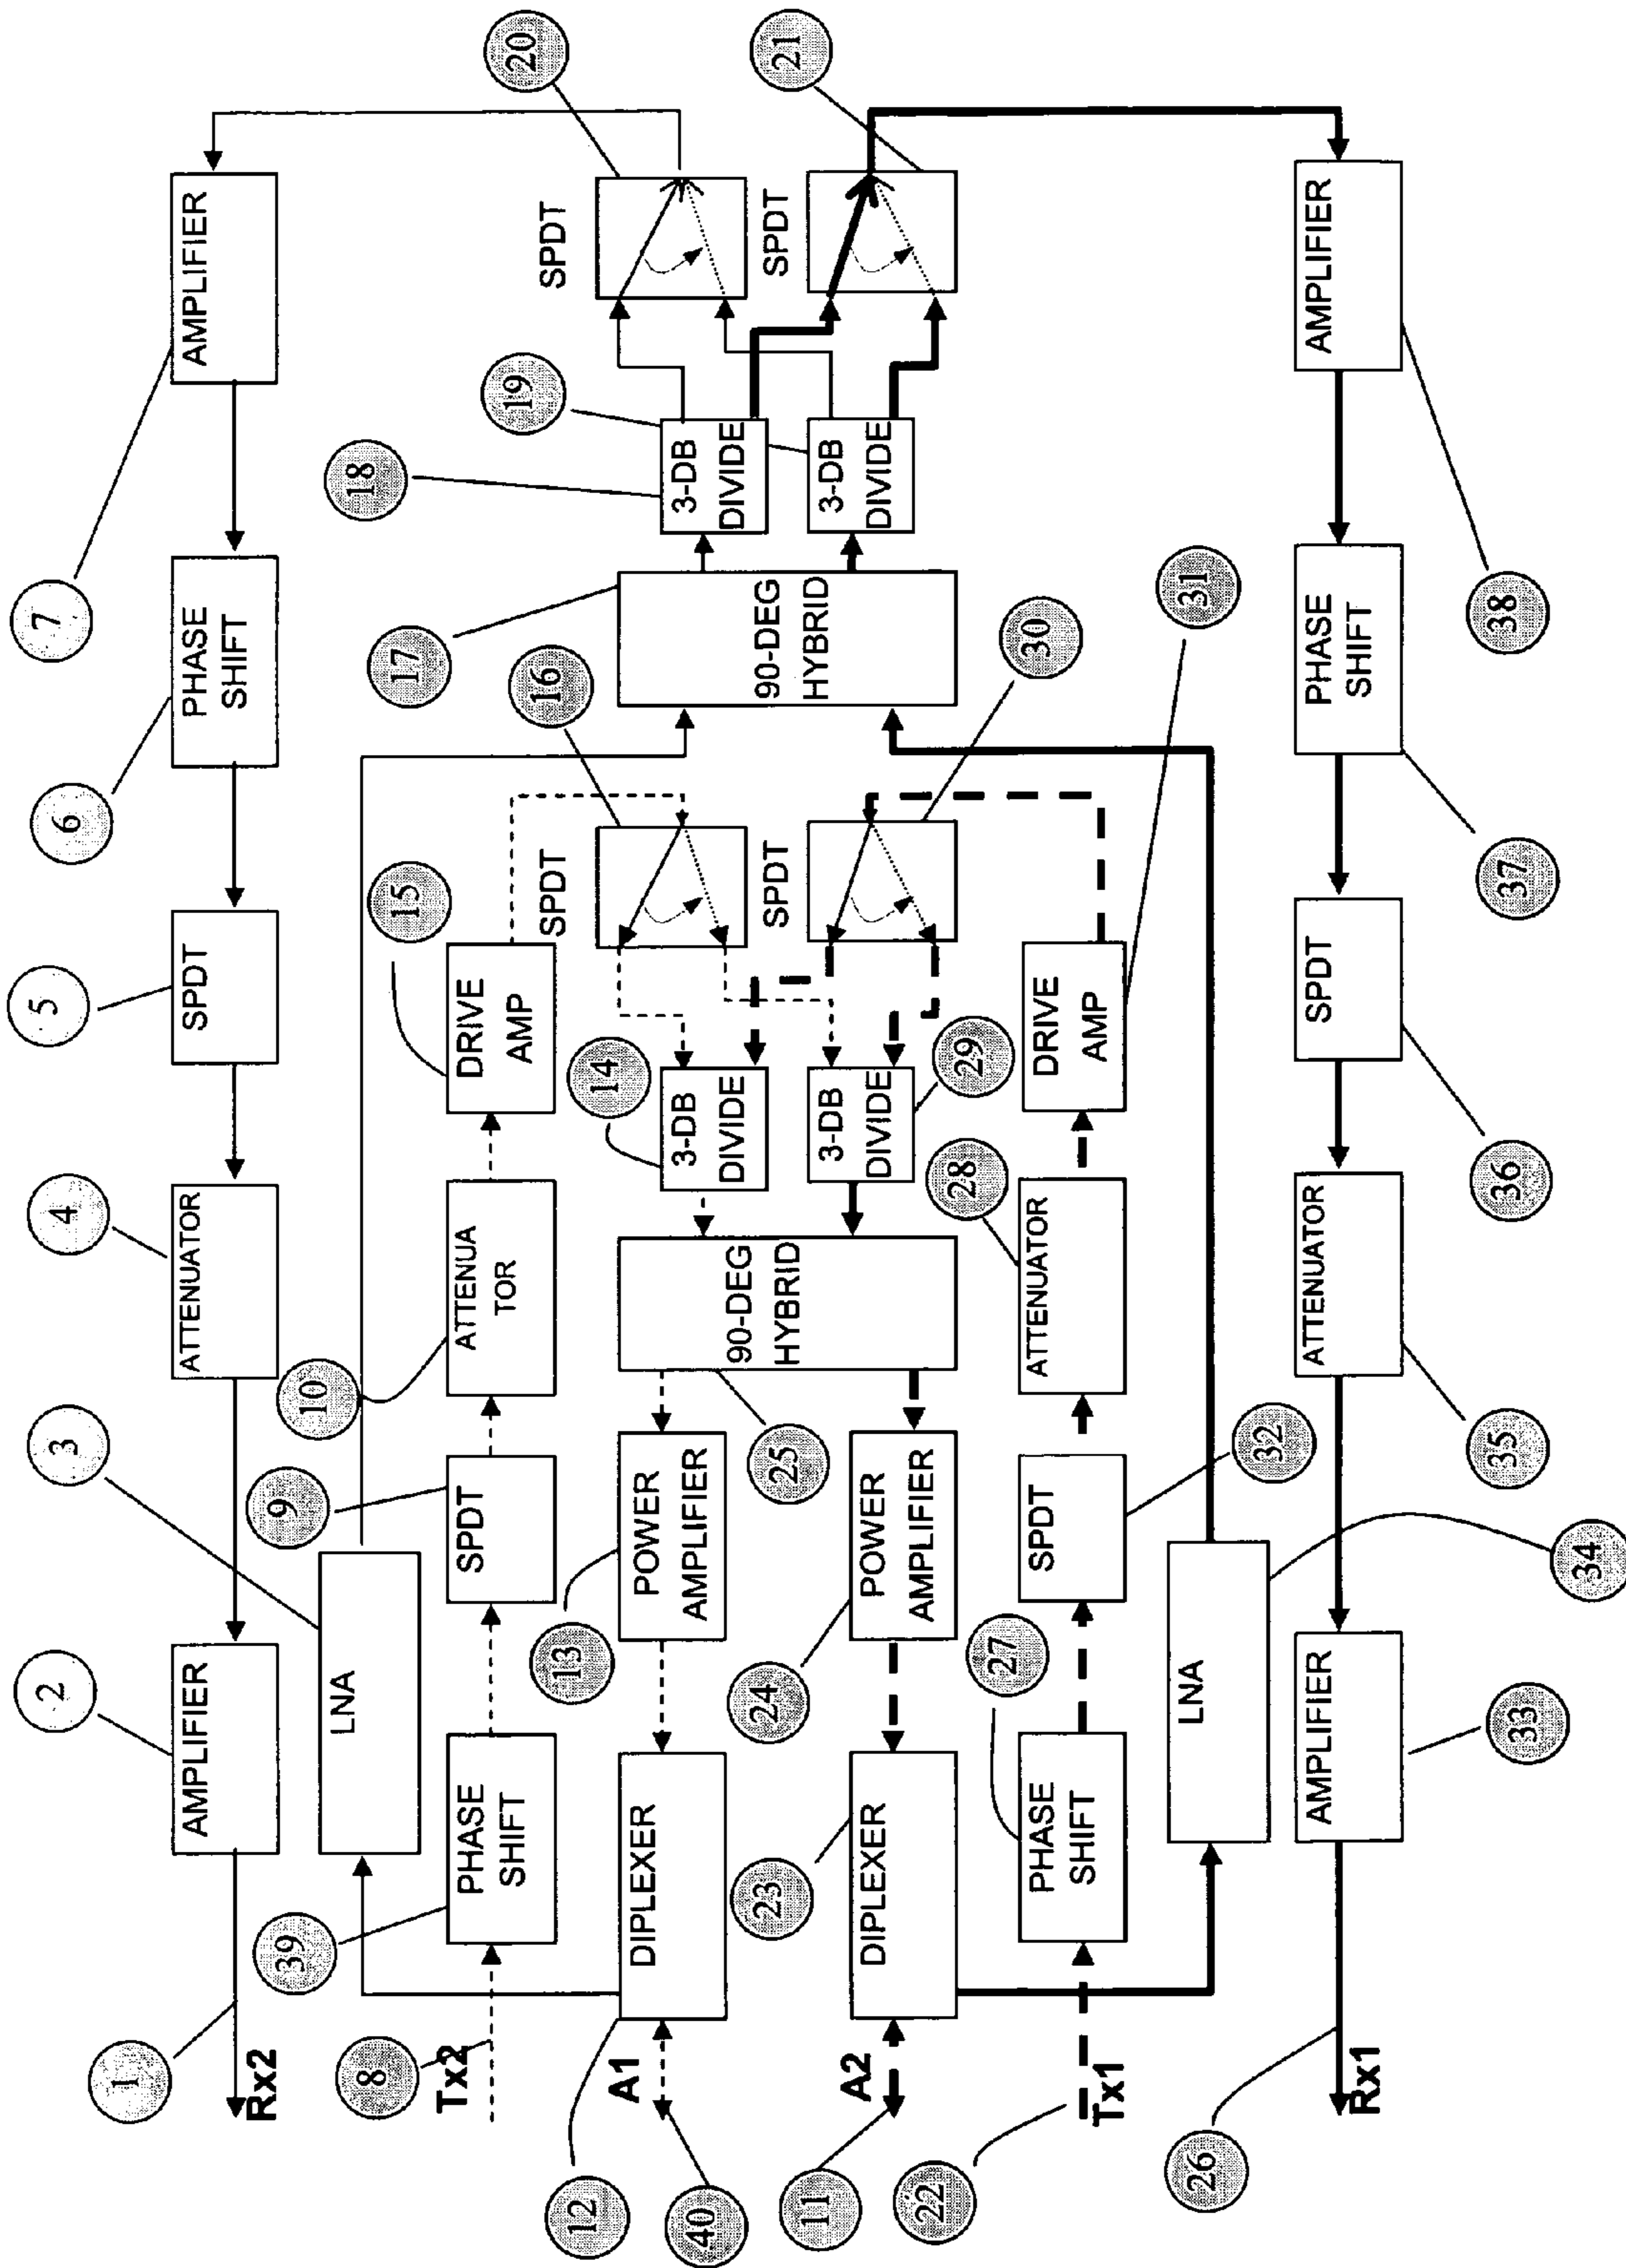 1
2
3
4
5
6
7
Rx2
AMPLIFIER
ATTENUATOR
SPDT
PHASE
SHIFT
AMPLIFIER
39
9
10
15
LNA
8
Tx2
PHASE
SHIFT
SPDT
ATTENUA
TOR
DRIVE
AMP
SPDT
16
17
18
19
20
SPDT
12
40
A1
DIPLEXER
13
POWER
AMPLIFIER
14
3-DB
DIVIDE
3-DB
DIVIDE
90-DEG
HYBRID
25
90-DEG
HYBRID
3-DB
DIVIDE
3-DB
DIVIDE
SPDT
SPDT
21
11
A2
23
DIPLEXER
24
POWER
AMPLIFIER
28
29
30
31
22
Tx1
27
PHASE
SHIFT
SPDT
ATTENUATOR
DRIVE
AMP
32
LNA
34
26
Rx1
AMPLIFIER
ATTENUATOR
SPDT
PHASE
SHIFT
AMPLIFIER
33
35
36
37
38